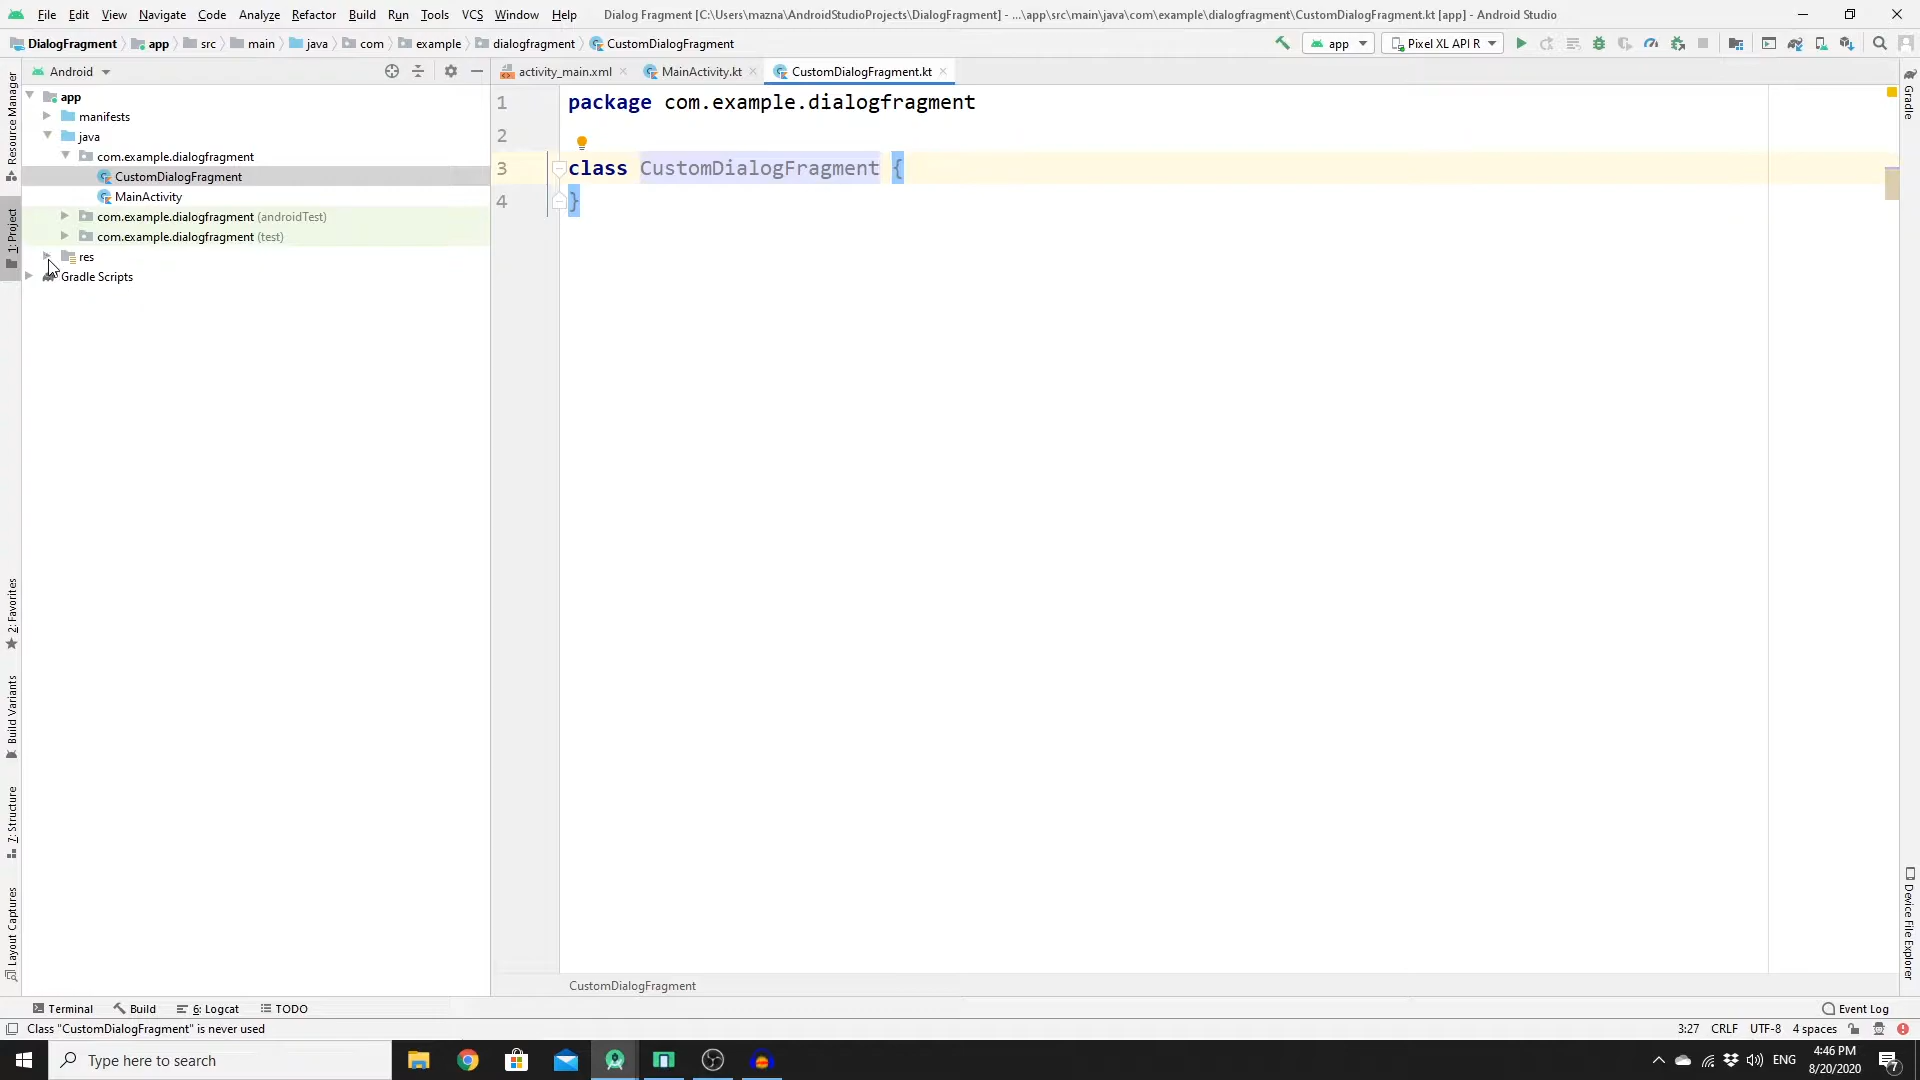 File Edit View Navigate Code Analyze Refactor Build Run Tools VCS Window Help Dialog Fragment [C:\Users\mazna\AndroidStudioProjects\DialogFragment] - ...\app\src\main\java\com\example\dialogfragment\CustomDialogFragment.kt [app] - Android Studio
DialogFragment app src main java com example dialogfragment CustomDialogFragment app Pixel XL API R
Android activity_main.xml MainActivity.kt CustomDialogFragment.kt
app
manifests
java
com.example.dialogfragment
CustomDialogFragment
MainActivity
com.example.dialogfragment (androidTest)
com.example.dialogfragment (test)
res
Gradle Scripts
1 package com.example.dialogfragment
2
3 class CustomDialogFragment {
4 }
CustomDialogFragment
Resource Manager
1: Project
2: Favorites
Build Variants
7: Structure
Layout Captures
Gradle
Device File Explorer
Terminal Build 6: Logcat TODO Event Log
Class "CustomDialogFragment" is never used 3:27 CRLF UTF-8 4 spaces
Type here to search ENG 4:46 PM
8/20/2020
7